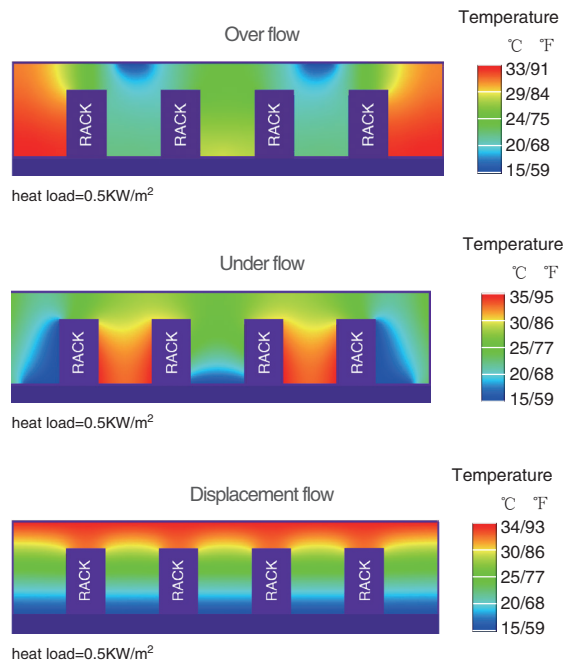 Temperature
Over flow
℃ ℉
33/91
29/84
24/75
20/68
15/59
RACK
RACK
RACK
RACK
heat load=0.5KW/m²
Temperature
Under flow
℃ ℉
35/95
30/86
25/77
20/68
15/59
RACK
RACK
RACK
RACK
heat load=0.5KW/m²
Temperature
Displacement flow
℃ ℉
34/93
30/86
25/77
20/68
15/59
RACK
RACK
RACK
RACK
heat load=0.5KW/m²